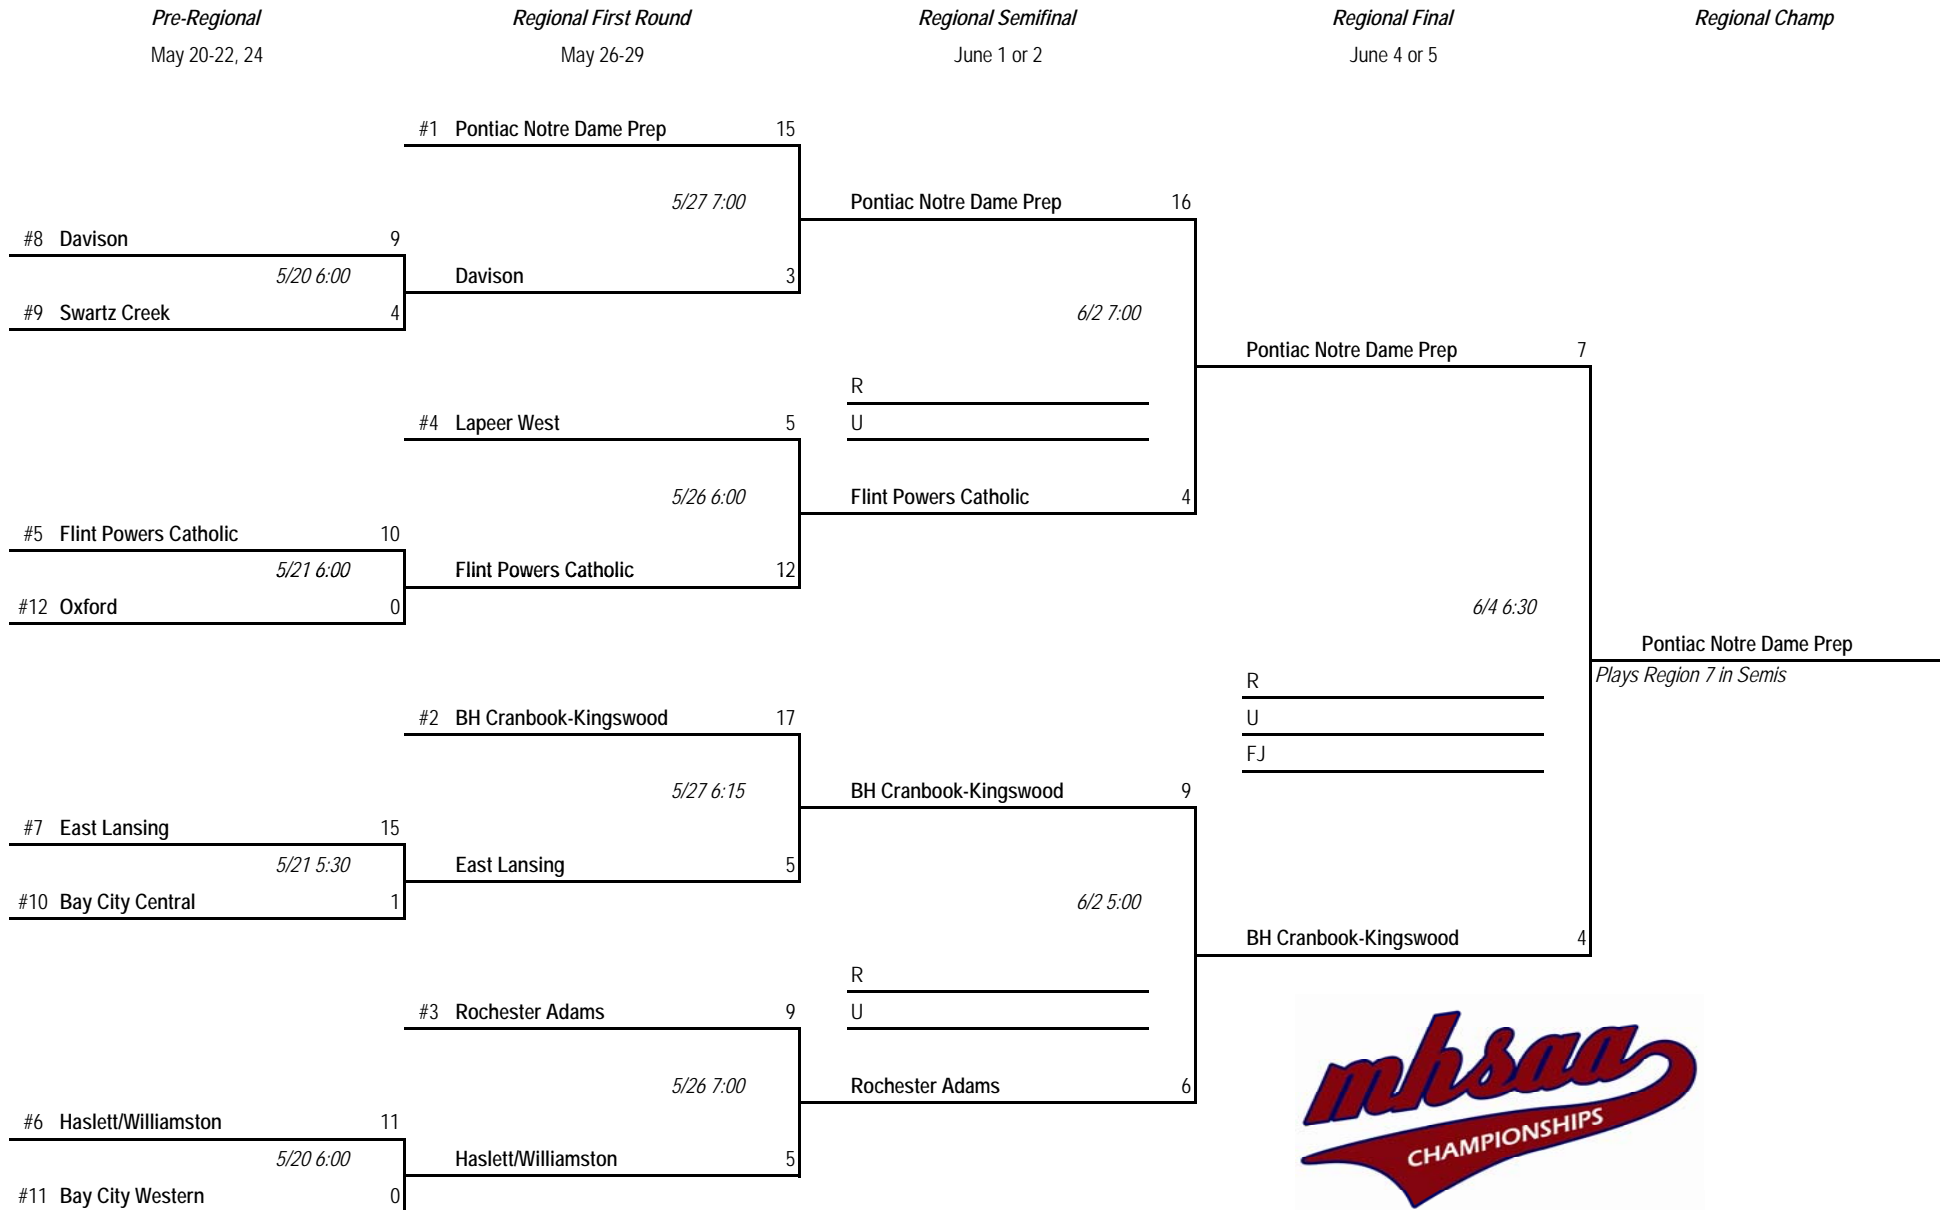 Pre-Regional Regional First Round Regional Semifinal Regional Final Regional Champ
May 20-22, 24 May 26-29 June 1 or 2 June 4 or 5
#1 Pontiac Notre Dame Prep 15
5/27 7:00 Pontiac Notre Dame Prep 16
#8 Davison 9
5/20 6:00 Davison 3
#9 Swartz Creek 4 6/2 7:00
Pontiac Notre Dame Prep 7
R
#4 Lapeer West 5 U
5/26 6:00 Flint Powers Catholic 4
#5 Flint Powers Catholic 10
5/21 6:00 Flint Powers Catholic 12
#12 Oxford 0 6/4 6:30
Pontiac Notre Dame Prep
R Plays Region 7 in Semis
#2 BH Cranbook-Kingswood 17 U
FJ
5/27 6:15 BH Cranbook-Kingswood 9
#7 East Lansing 15
5/21 5:30 East Lansing 5
#10 Bay City Central 1 6/2 5:00
BH Cranbook-Kingswood 4
R
#3 Rochester Adams 9 U
5/26 7:00 Rochester Adams 6
#6 Haslett/Williamston 11
5/20 6:00 Haslett/Williamston 5
#11 Bay City Western 0
mhsaa
CHAMPIONSHIPS